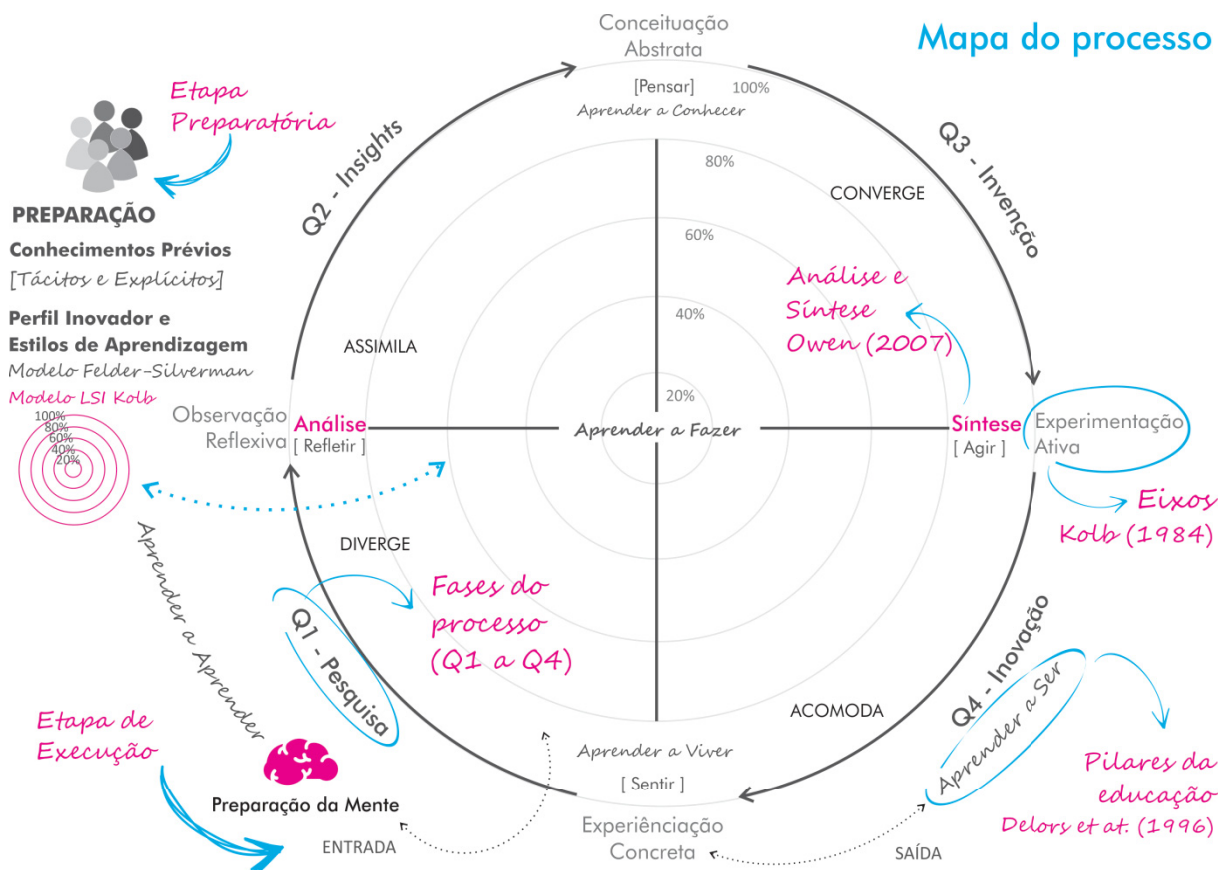 Mapa do processo
Conceituação
Abstrata
[Pensar]
Aprender a Conhecer
100%
80%
60%
40%
20%
Etapa
Preparatória
PREPARAÇÃO
Conhecimentos Prévios
[Tácitos e Explícitos]
Perfil Inovador e
Estilos de Aprendizagem
Modelo Felder-Silverman
Modelo LSI Kolb
100%
80%
60%
40%
20%
Q2 - Insights
Q3 - Invenção
CONVERGE
Análise e
Síntese
Owen (2007)
ASSIMILA
Observação
Reflexiva
Análise
[ Refletir ]
Aprender a Fazer
Síntese
[ Agir ]
Experimentação
Ativa
Eixos
Kolb (1984)
DIVERGE
Fases do
processo
(Q1 a Q4)
Q1 - Pesquisa
Aprender a Aprender
Etapa de
Execução
Preparação da Mente
ENTRADA
Aprender a Viver
[ Sentir ]
Experiênciação
Concreta
ACOMODA
Q4 - Inovação
Aprender a Ser
SAÍDA
Pilares da
educação
Delors et at. (1996)